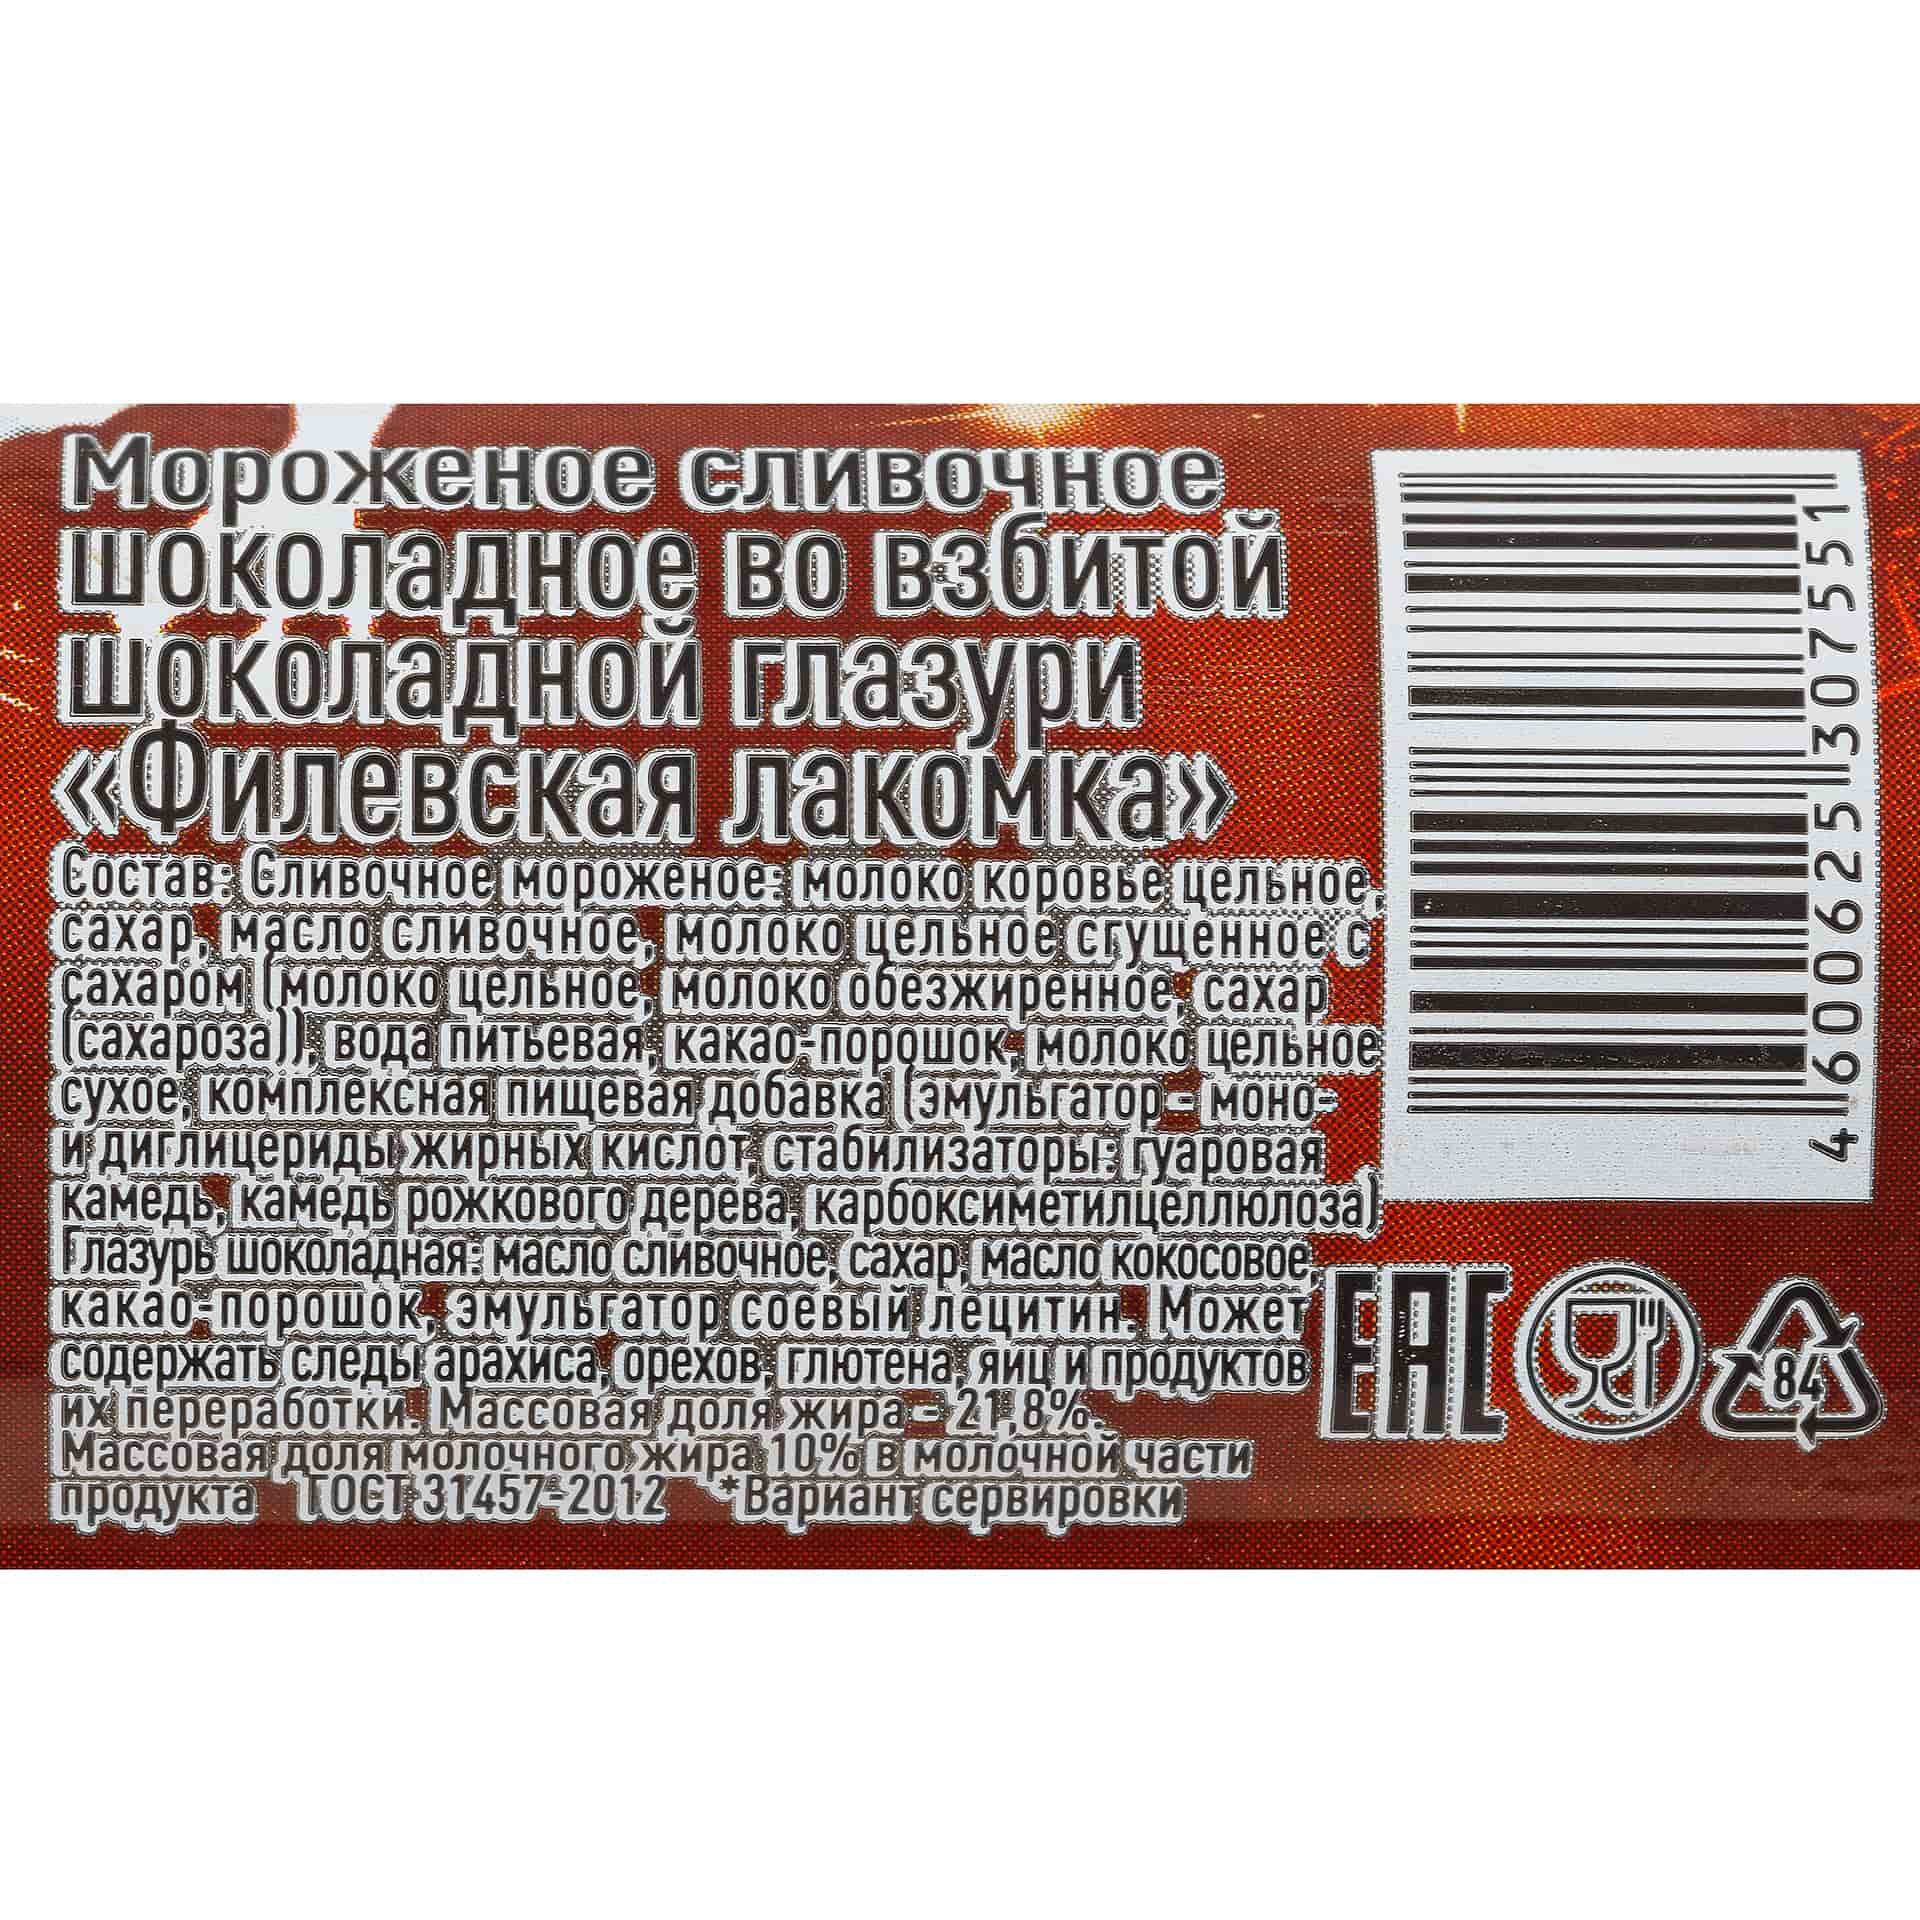 Мороженое сливочное
шоколадное во взбитой
шоколадной глазури
«Филевская лакомка»
Состав: Сливочное мороженое: молоко коровье цельное,
сахар, масло сливочное, молоко цельное сгущенное с
сахаром (молоко цельное, молоко обезжиренное, сахар
(сахароза)), вода питьевая, какао-порошок, молоко цельное
сухое, комплексная пищевая добавка (эмульгатор - моно-
и диглицериды жирных кислот, стабилизаторы: гуаровая
камедь, камедь рожкового дерева, карбоксиметилцеллюлоза)
Глазурь шоколадная: масло сливочное, сахар, масло кокосовое,
какао-порошок, эмульгатор соевый лецитин. Может
содержать следы арахиса, орехов, глютена, яиц и продуктов
их переработки. Массовая доля жира - 21,8%.
Массовая доля молочного жира 10% в молочной части
продукта ГОСТ 31457-2012 *Вариант сервировки
4600625307551
ЕАС
84